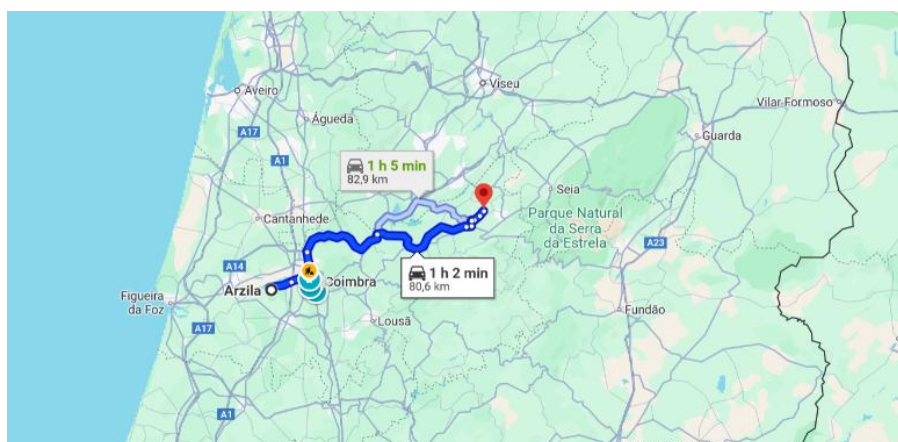 Viseu
Aveiro
Vilar Formoso
Águeda
A17
Guarda
A1
1 h 5 min
82,9 km
Seia
Cantanhede
Parque Natural
da Serra
da Estrela
A23
A14
1 h 2 min
80,6 km
Coimbra
Arzila
Figueira
da Foz
Fundão
Lousã
A17
A1